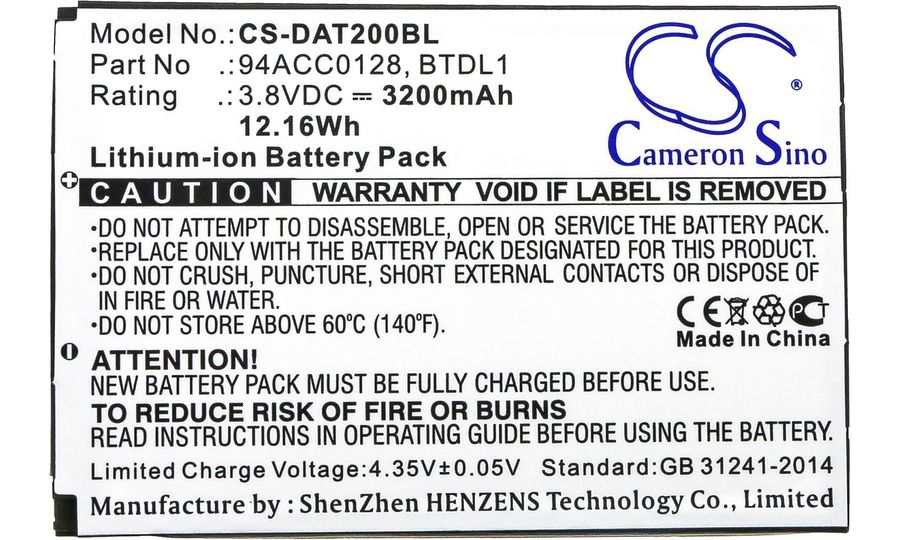 Model No.:CS-DAT200BL
Part No .:94ACC0128, BTDL1
Rating .:3.8VDC ⎓ 3200mAh
12.16Wh
Lithium-ion Battery Pack
CS
®
Cameron Sino
CAUTION WARRANTY VOID IF LABEL IS REMOVED
•DO NOT ATTEMPT TO DISASSEMBLE, OPEN OR SERVICE THE BATTERY PACK.
•REPLACE ONLY WITH THE BATTERY PACK DESIGNATED FOR THIS PRODUCT.
•DO NOT CRUSH, PUNCTURE, SHORT EXTERNAL CONTACTS OR DISPOSE OF
IN FIRE OR WATER.
•DO NOT STORE ABOVE 60°C (140°F).
CE PCT
Made In China
ATTENTION!
NEW BATTERY PACK MUST BE FULLY CHARGED BEFORE USE.
TO REDUCE RISK OF FIRE OR BURNS
READ INSTRUCTIONS IN OPERATING GUIDE BEFORE USING THE BATTERY.
Limited Charge Voltage:4.35V±0.05V Standard:GB 31241-2014
Manufacturer by : ShenZhen HENZENS Technology Co., Limited